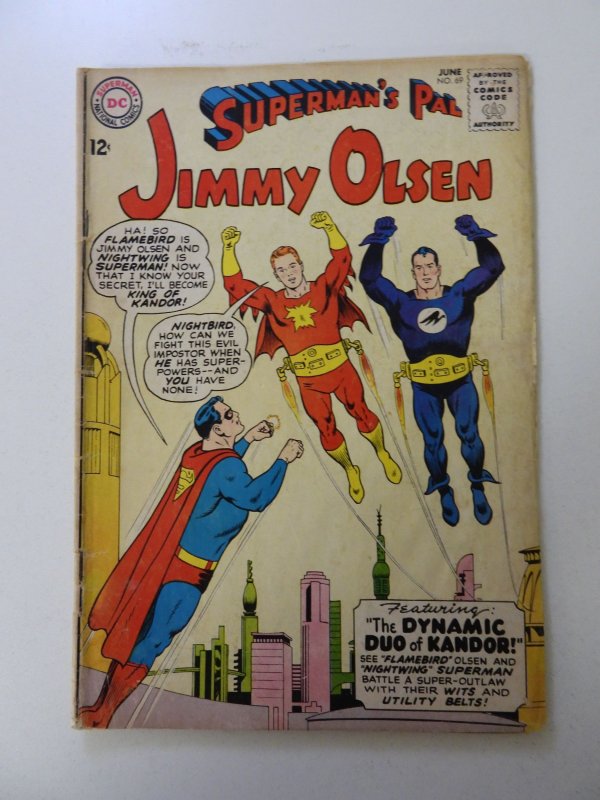 SUPERMAN
DC
NATIONAL COMICS
12¢
SUPERMAN'S PAL
JIMMY OLSEN
JUNE
NO. 69
APPROVED
BY THE
COMICS
CODE
AUTHORITY
HA! SO
FLAMEBIRD IS
JIMMY OLSEN AND
NIGHTWING IS
SUPERMAN! NOW
THAT I KNOW YOUR
SECRET, I'LL BECOME
KING OF
KANDOR!
NIGHTBIRD,
HOW CAN WE
FIGHT THIS EVIL
IMPOSTOR WHEN
HE HAS SUPER-
POWERS--AND
YOU HAVE
NONE!
Featuring:
"The DYNAMIC
DUO of KANDOR!"
SEE "FLAMEBIRD" OLSEN AND
"NIGHTWING" SUPERMAN
BATTLE A SUPER-OUTLAW
WITH THEIR WITS AND
UTILITY BELTS!